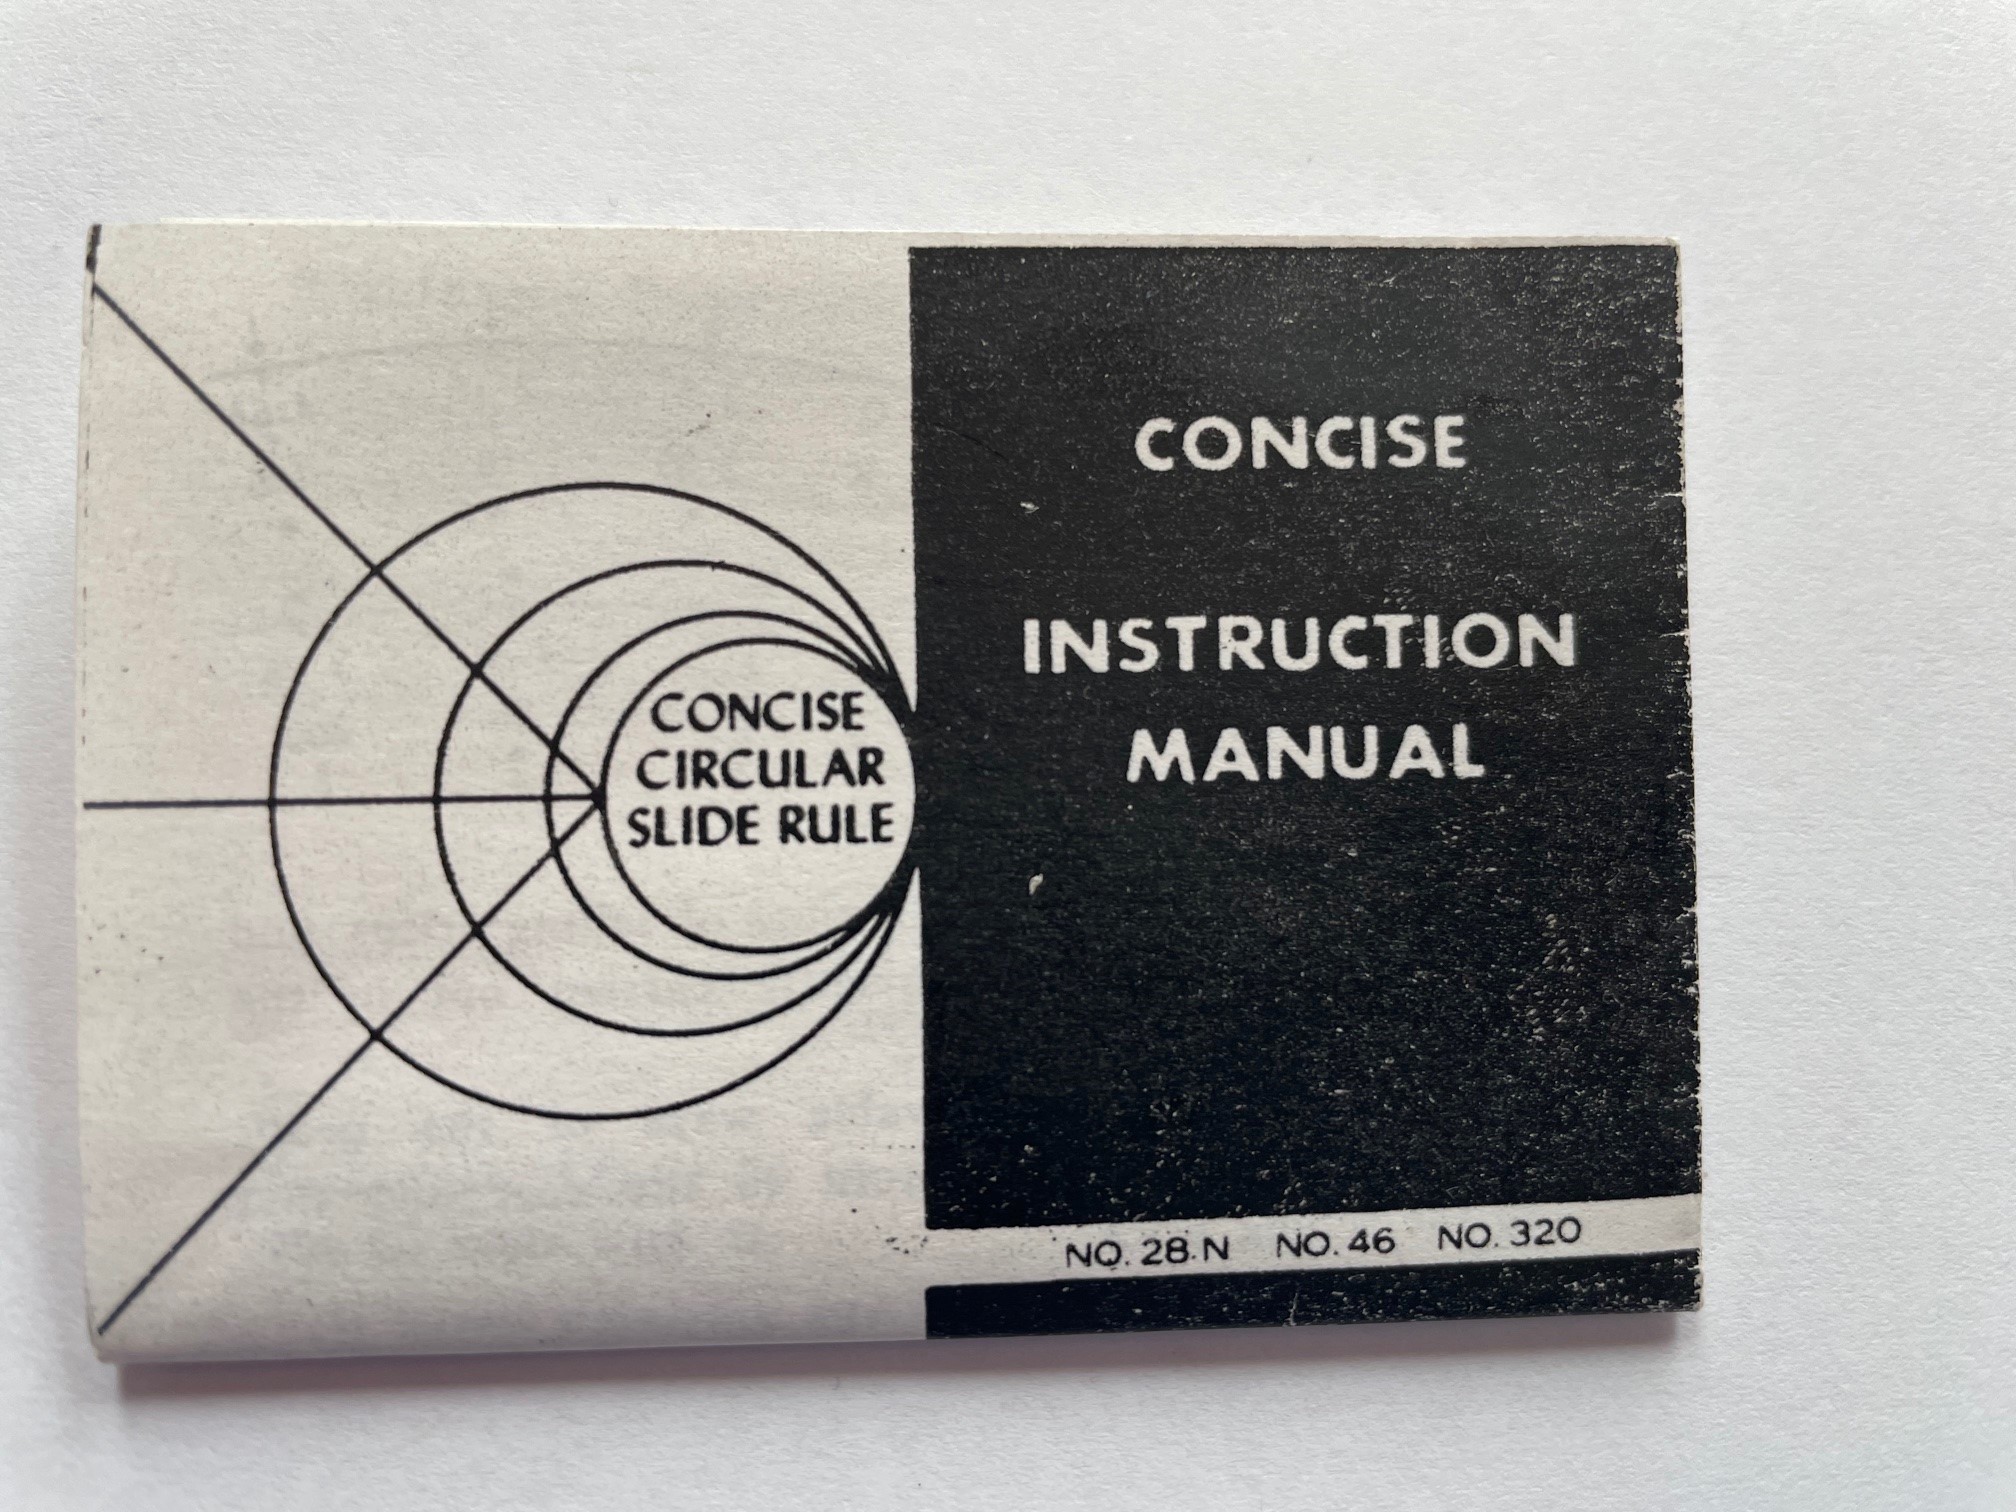 CONCISE
CIRCULAR
SLIDE RULE
CONCISE
INSTRUCTION
MANUAL
NO. 28.N NO. 46 NO. 320